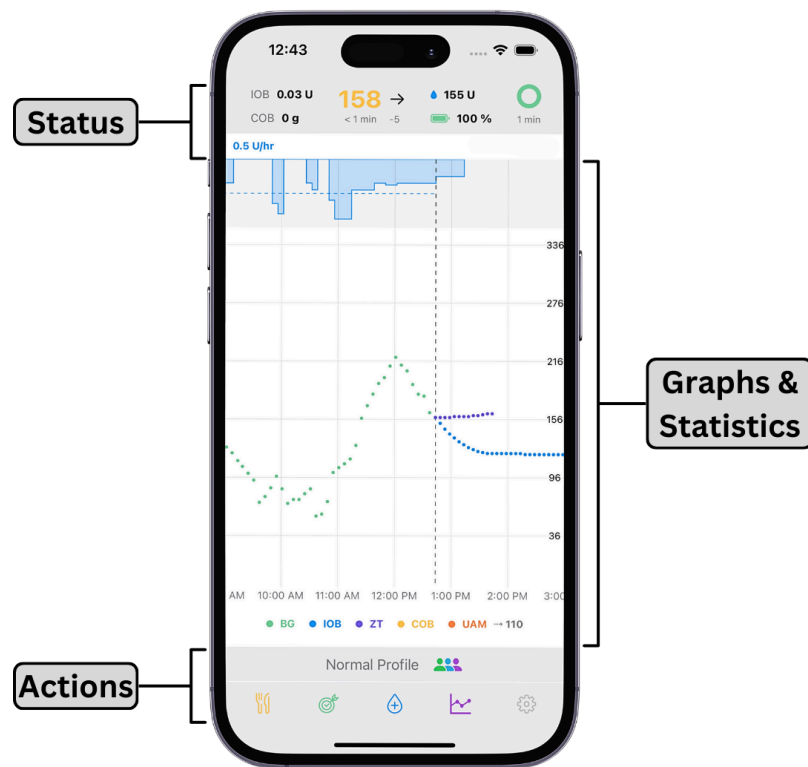 12:43
Status
IOB 0.03 U
158
155 U
COB 0 g
< 1 min -5
100 %
1 min
0.5 U/hr
336
276
216
Graphs &
Statistics
156
96
36
AM 10:00 AM 11:00 AM 12:00 PM 1:00 PM 2:00 PM 3:00
BG IOB ZT COB UAM → 110
Actions
Normal Profile